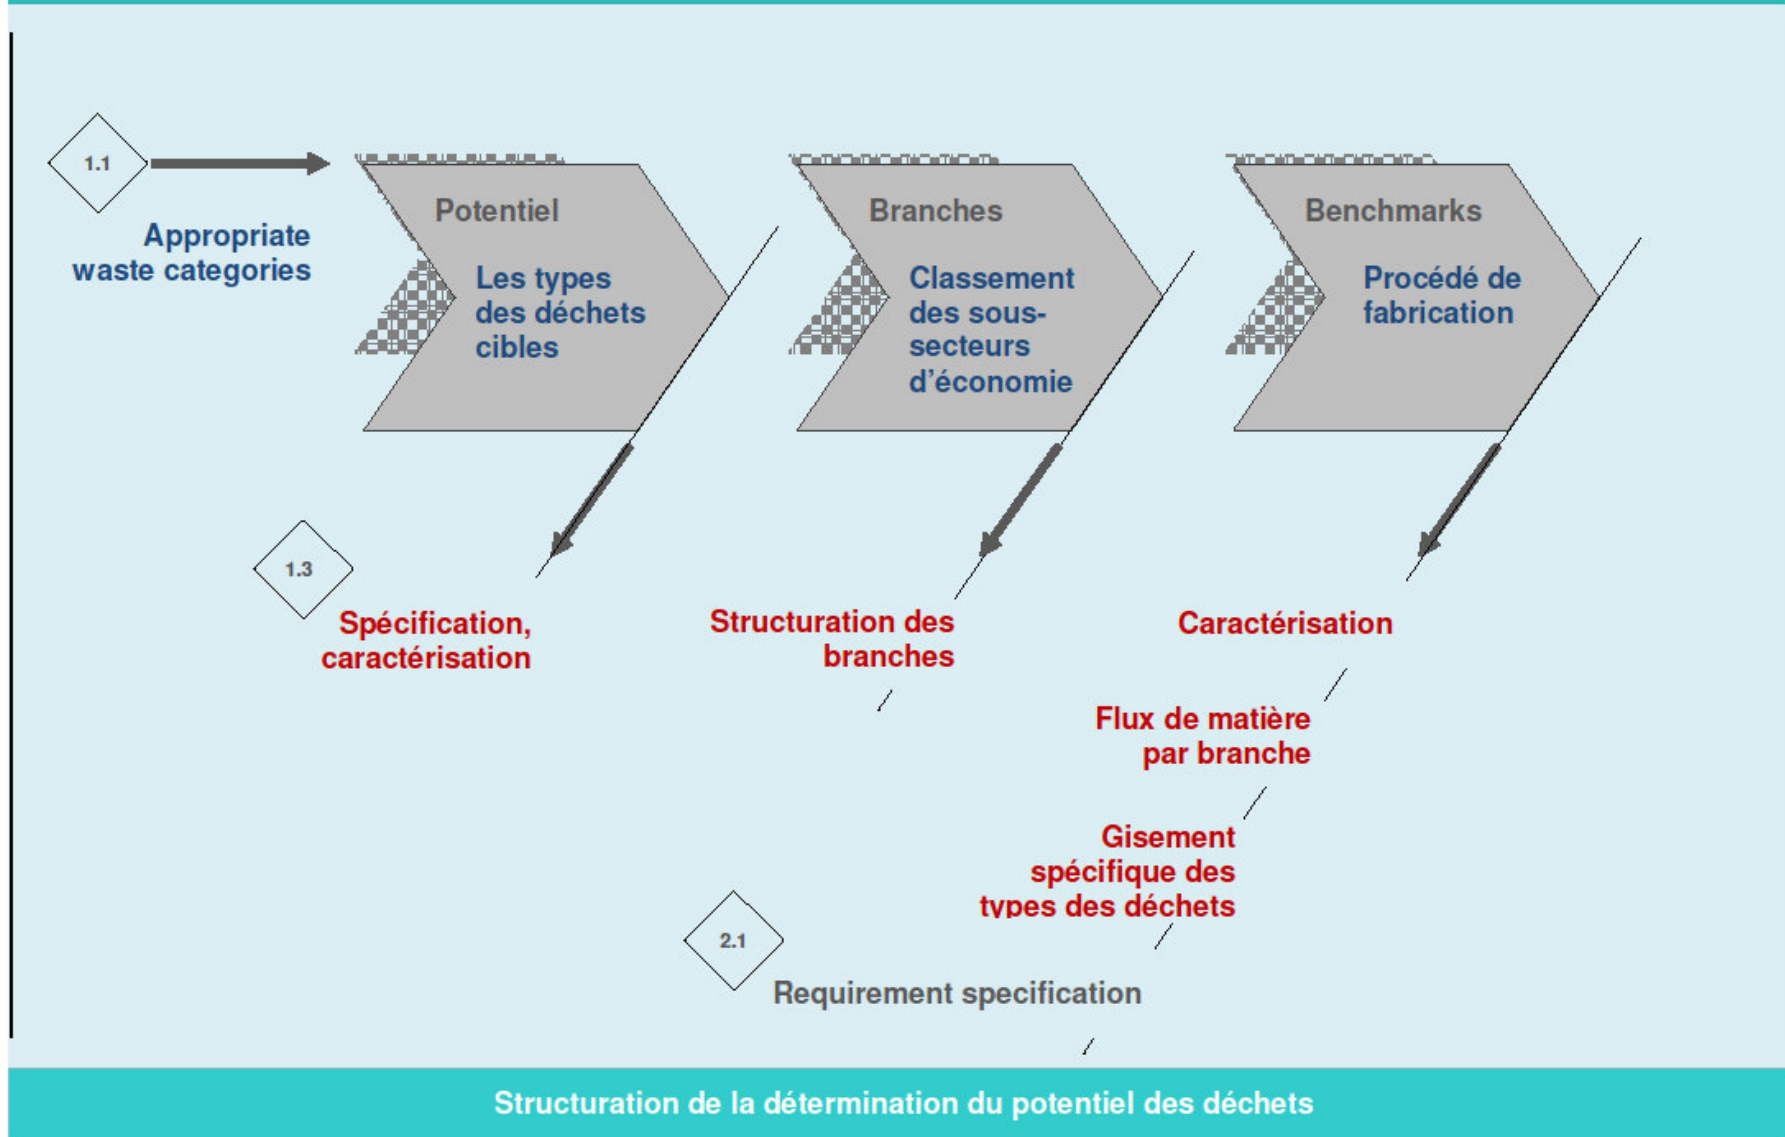 1.1
Appropriate
waste categories
Potentiel
Les types
des déchets
cibles
Branches
Classement
des sous-
secteurs
d'économie
Benchmarks
Procédé de
fabrication
1.3
Spécification,
caractérisation
Structuration des
branches
Caractérisation
Flux de matière
par branche
Gisement
spécifique des
types des déchets
2.1
Requirement specification
Structuration de la détermination du potentiel des déchets